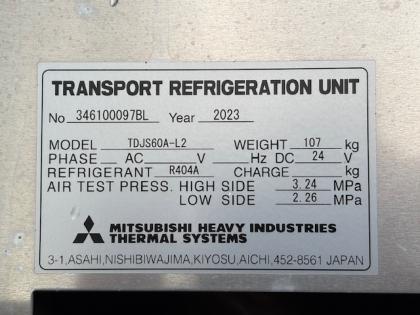 TRANSPORT REFRIGERATION UNIT
No 346100097BL Year 2023
MODEL TDJS60A-L2 WEIGHT 107 kg
PHASE AC V Hz DC 24 V
REFRIGERANT R404A CHARGE kg
AIR TEST PRESS. HIGH SIDE 3.24 MPa
LOW SIDE 2.26 MPa
MITSUBISHI HEAVY INDUSTRIES
THERMAL SYSTEMS
3-1,ASAHI,NISHIBIWAJIMA,KIYOSU,AICHI,452-8561 JAPAN